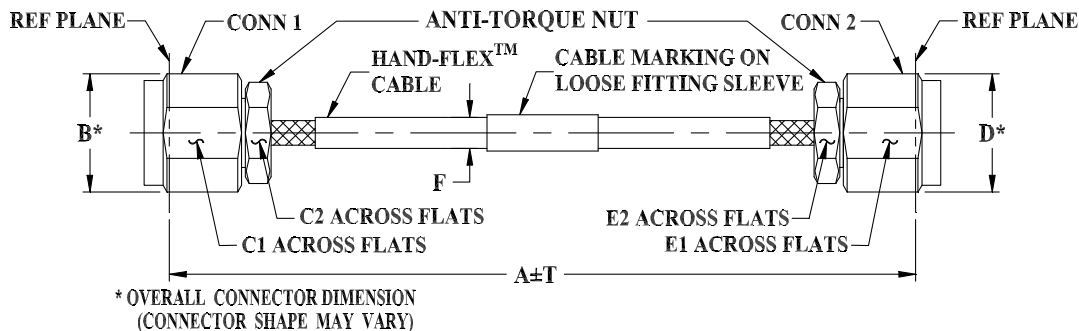 REF PLANE
CONN 1
ANTI-TORQUE NUT
CONN 2
REF PLANE
HAND-FLEX™
CABLE
CABLE MARKING ON
LOOSE FITTING SLEEVE
B*
D*
F
C2 ACROSS FLATS
E2 ACROSS FLATS
C1 ACROSS FLATS
E1 ACROSS FLATS
A±T
* OVERALL CONNECTOR DIMENSION
(CONNECTOR SHAPE MAY VARY)